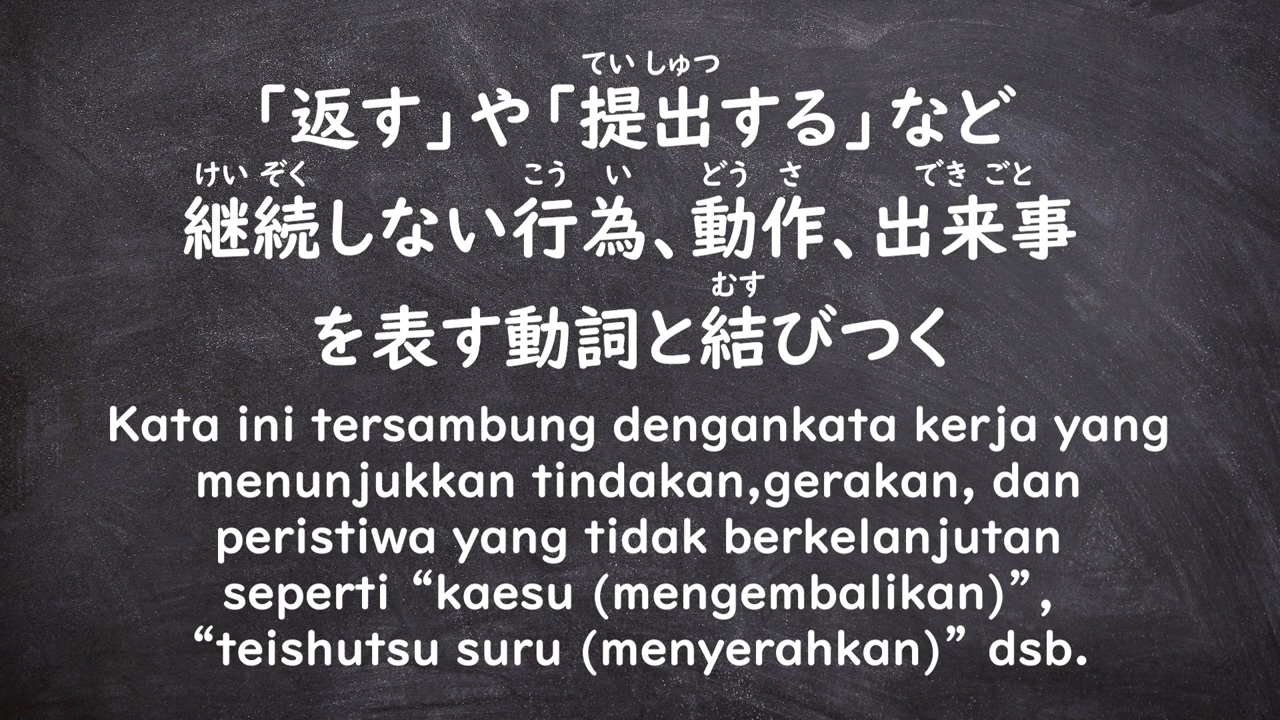 てい しゅつ
「返す」や「提出する」など
けい ぞく こう い どう さ でき ごと
継続しない行為、動作、出来事
むす
を表す動詞と結びつく
Kata ini tersambung dengankata kerja yang
menunjukkan tindakan,gerakan, dan
peristiwa yang tidak berkelanjutan
seperti “kaesu (mengembalikan)”,
“teishutsu suru (menyerahkan)” dsb.